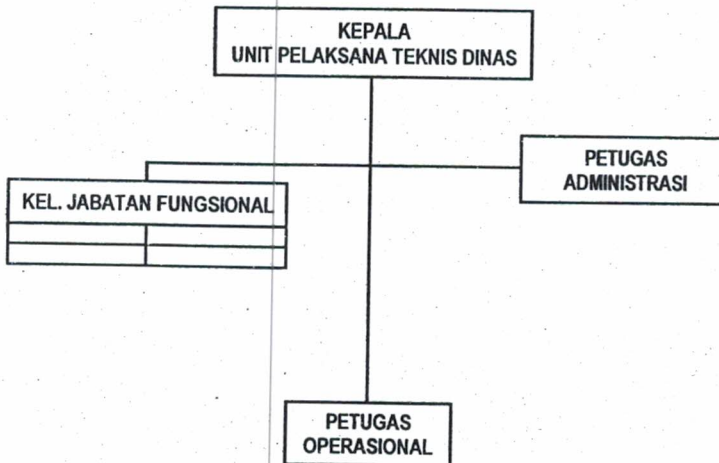 KEPALA
UNIT PELAKSANA TEKNIS DINAS
PETUGAS
ADMINISTRASI
KEL. JABATAN FUNGSIONAL
PETUGAS
OPERASIONAL